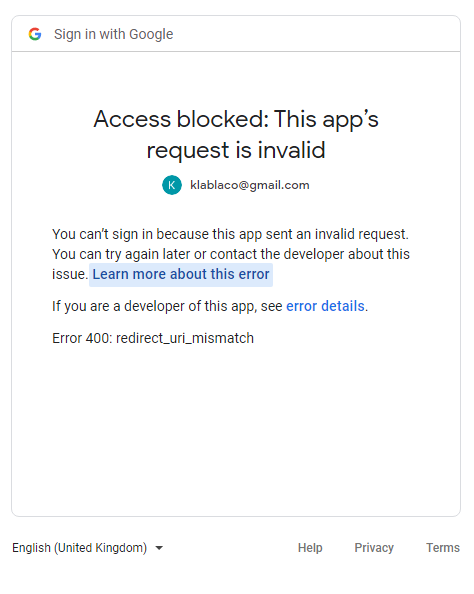 Sign in with Google
Access blocked: This app’s
request is invalid
K klablaco@gmail.com
You can’t sign in because this app sent an invalid request.
You can try again later or contact the developer about this
issue. Learn more about this error
If you are a developer of this app, see error details.
Error 400: redirect_uri_mismatch
English (United Kingdom) Help Privacy Terms